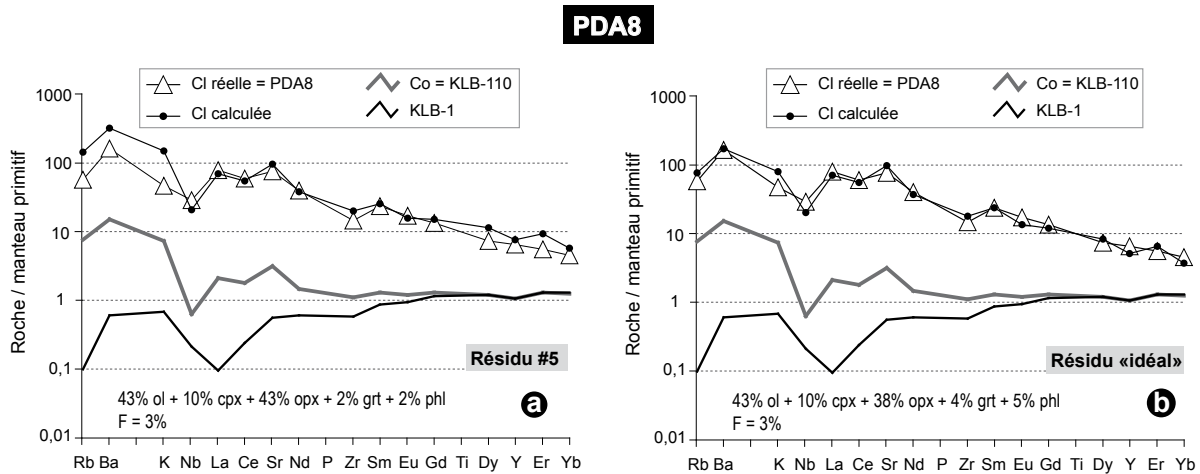 PDA8
Cl réelle = PDA8
Co = KLB-110
Cl calculée
KLB-1
Roche / manteau primitif
1000
100
10
1
0,1
0,01
Résidu #5
43% ol + 10% cpx + 43% opx + 2% grt + 2% phl
F = 3%
a
Rb Ba K Nb La Ce Sr Nd P Zr Sm Eu Gd Ti Dy Y Er Yb
Cl réelle = PDA8
Co = KLB-110
Cl calculée
KLB-1
Roche / manteau primitif
1000
100
10
1
0,1
0,01
Résidu «idéal»
43% ol + 10% cpx + 38% opx + 4% grt + 5% phl
F = 3%
b
Rb Ba K Nb La Ce Sr Nd P Zr Sm Eu Gd Ti Dy Y Er Yb